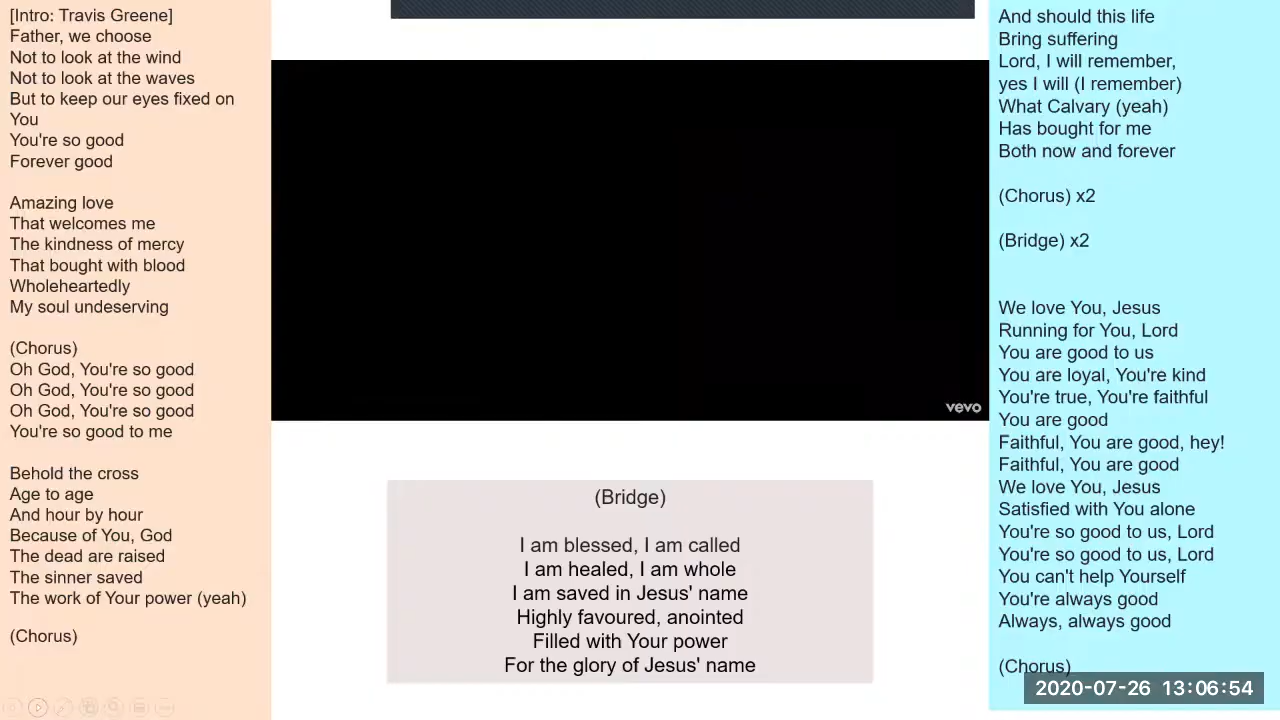 [Intro: Travis Greene]
Father, we choose
Not to look at the wind
Not to look at the waves
But to keep our eyes fixed on
You
You're so good
Forever good
Amazing love
That welcomes me
The kindness of mercy
That bought with blood
Wholeheartedly
My soul undeserving
(Chorus)
Oh God, You're so good
Oh God, You're so good
Oh God, You're so good
You're so good to me
Behold the cross
Age to age
And hour by hour
Because of You, God
The dead are raised
The sinner saved
The work of Your power (yeah)
(Chorus)
vevo
(Bridge)
I am blessed, I am called
I am healed, I am whole
I am saved in Jesus' name
Highly favoured, anointed
Filled with Your power
For the glory of Jesus' name
And should this life
Bring suffering
Lord, I will remember,
yes I will (I remember)
What Calvary (yeah)
Has bought for me
Both now and forever
(Chorus) x2
(Bridge) x2
We love You, Jesus
Running for You, Lord
You are good to us
You are loyal, You're kind
You're true, You're faithful
You are good
Faithful, You are good, hey!
Faithful, You are good
We love You, Jesus
Satisfied with You alone
You're so good to us, Lord
You're so good to us, Lord
You can't help Yourself
You're always good
Always, always good
(Chorus)
2020-07-26 13:06:54